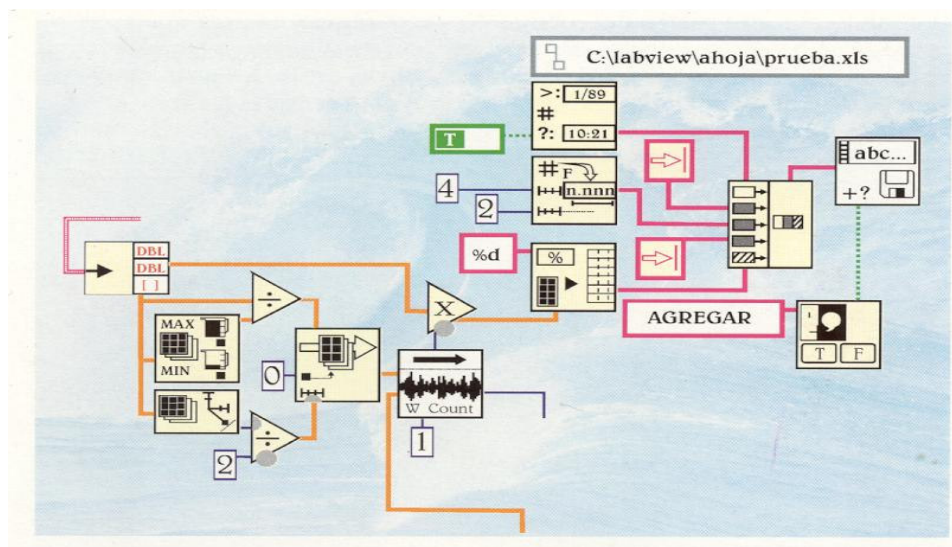 C:\labview\ahoja\prueba.xls
>: 1/89
#
?: 10:21
T
abc...
+?
# F
n.nnn
4
2
%d
%
DBL
DBL
[ ]
÷
X
AGREGAR
T F
MAX
MIN
0
W Count
÷
2
1